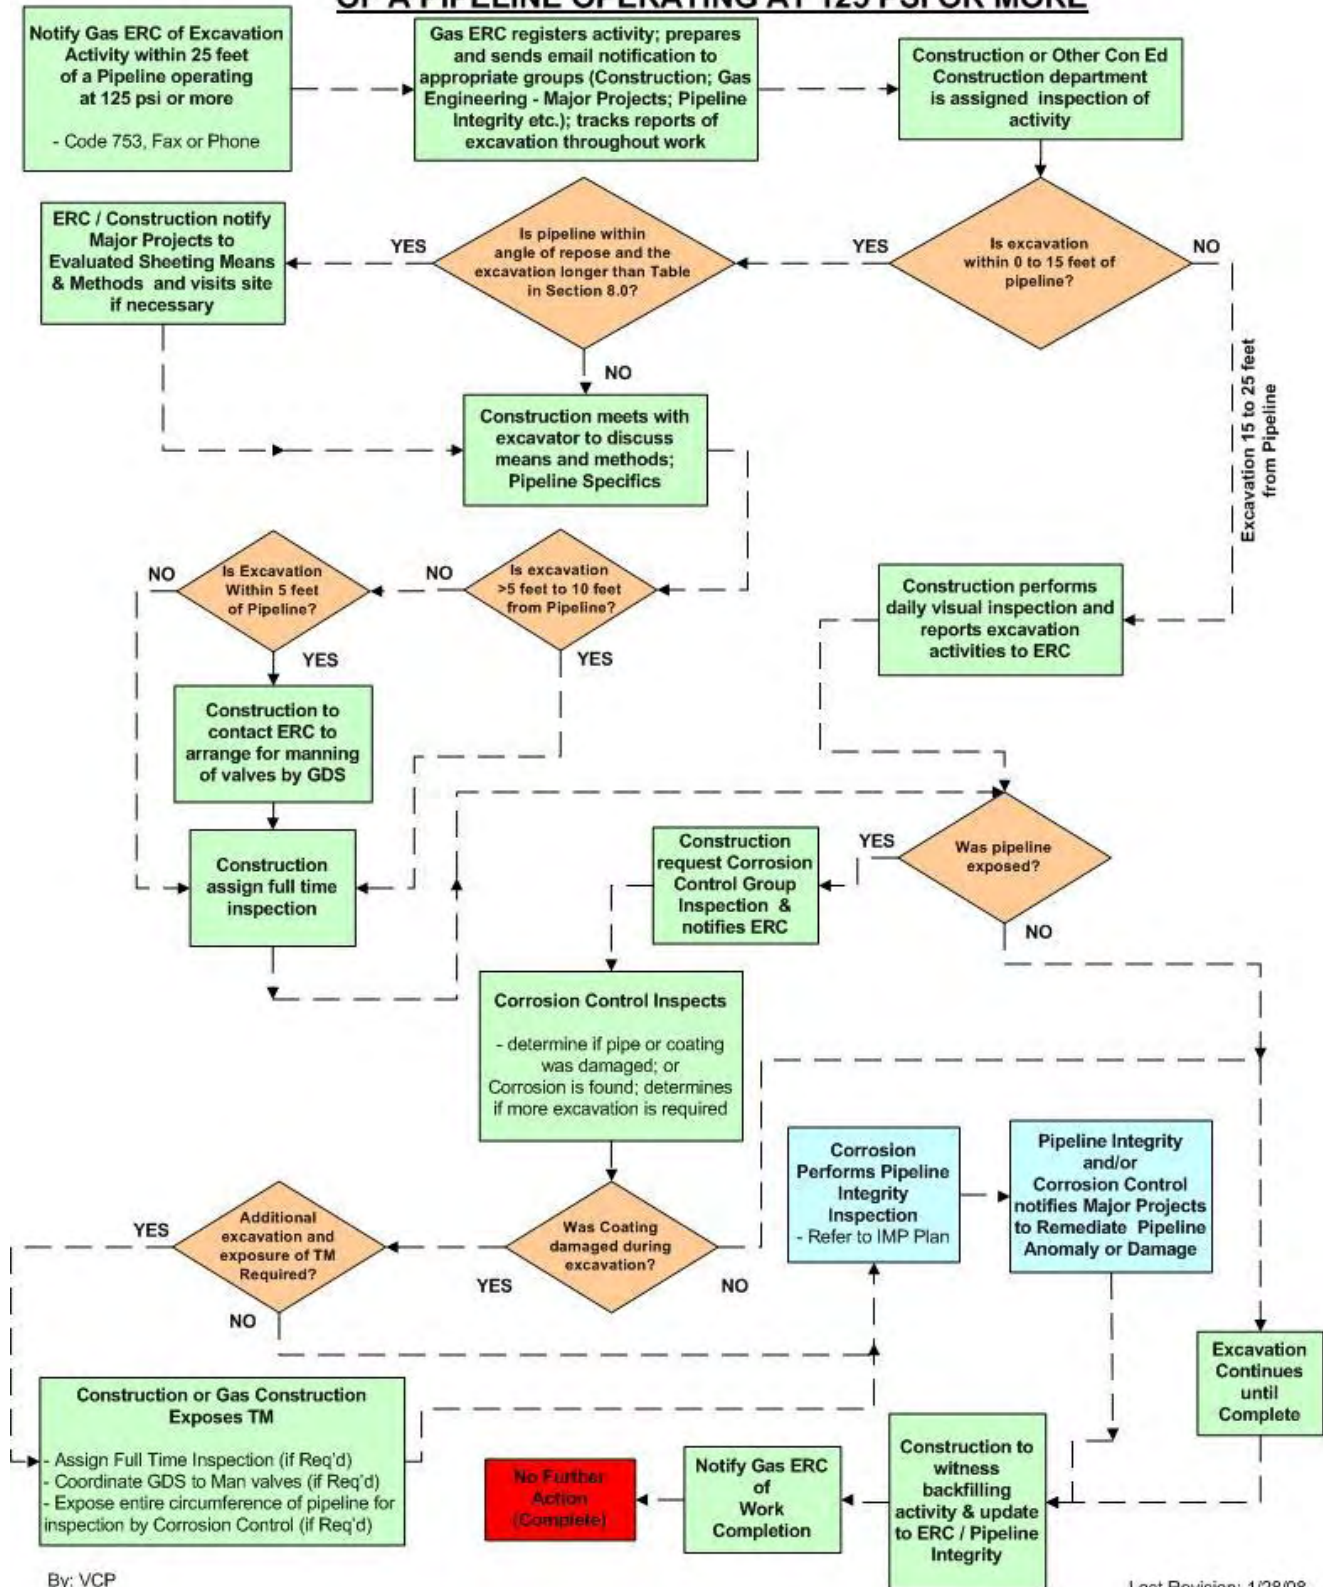 OF A PIPELINE OPERATING AT 125 PSI OR MORE
Notify Gas ERC of Excavation
Activity within 25 feet
of a Pipeline operating
at 125 psi or more
- Code 753, Fax or Phone
Gas ERC registers activity; prepares
and sends email notification to
appropriate groups (Construction; Gas
Engineering - Major Projects; Pipeline
Integrity etc.); tracks reports of
excavation throughout work
Construction or Other Con Ed
Construction department
is assigned inspection of
activity
ERC / Construction notify
Major Projects to
Evaluated Sheeting Means
& Methods and visits site
if necessary
YES
Is pipeline within
angle of repose and the
excavation longer than Table
in Section 8.0?
YES
Is excavation
within 0 to 15 feet of
pipeline?
NO
NO
Excavation 15 to 25 feet
from Pipeline
Construction meets with
excavator to discuss
means and methods;
Pipeline Specifics
NO
Is Excavation
Within 5 feet
of Pipeline?
NO
Is excavation
>5 feet to 10 feet
from Pipeline?
YES
YES
Construction performs
daily visual inspection and
reports excavation
activities to ERC
Construction to
contact ERC to
arrange for manning
of valves by GDS
Construction
assign full time
inspection
Construction
request Corrosion
Control Group
Inspection &
notifies ERC
YES
Was pipeline
exposed?
NO
Corrosion Control Inspects
- determine if pipe or coating
was damaged; or
Corrosion is found; determines
if more excavation is required
Corrosion
Performs Pipeline
Integrity
Inspection
- Refer to IMP Plan
Pipeline Integrity
and/or
Corrosion Control
notifies Major Projects
to Remediate Pipeline
Anomaly or Damage
YES
Additional
excavation and
exposure of TM
Required?
NO
YES
Was Coating
damaged during
excavation?
NO
Excavation
Continues
until
Complete
Construction or Gas Construction
Exposes TM
- Assign Full Time Inspection (if Req'd)
- Coordinate GDS to Man valves (if Req'd)
- Expose entire circumference of pipeline for
inspection by Corrosion Control (if Req'd)
No Further
Action
(Complete)
Notify Gas ERC
of
Work
Completion
Construction to
witness
backfilling
activity & update
to ERC / Pipeline
Integrity
By: VCP
Last Revision: 1/28/08